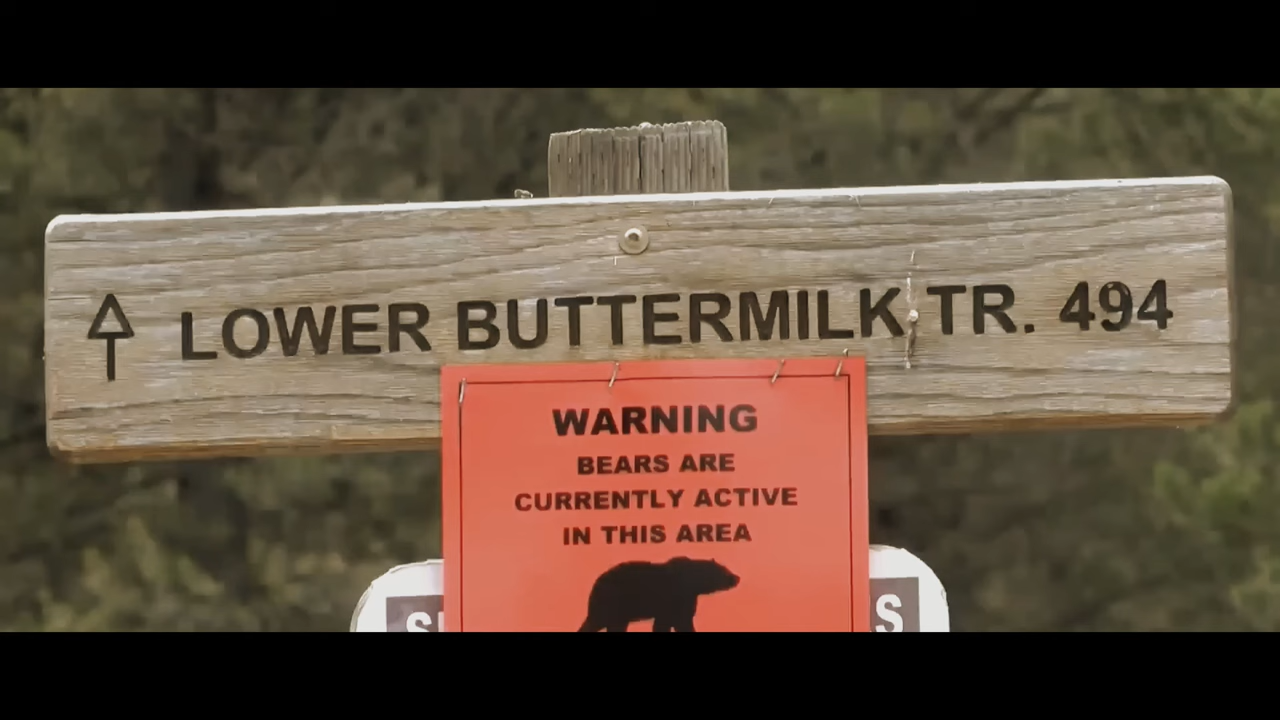 LOWER BUTTERMILK TR. 494
WARNING
BEARS ARE
CURRENTLY ACTIVE
IN THIS AREA